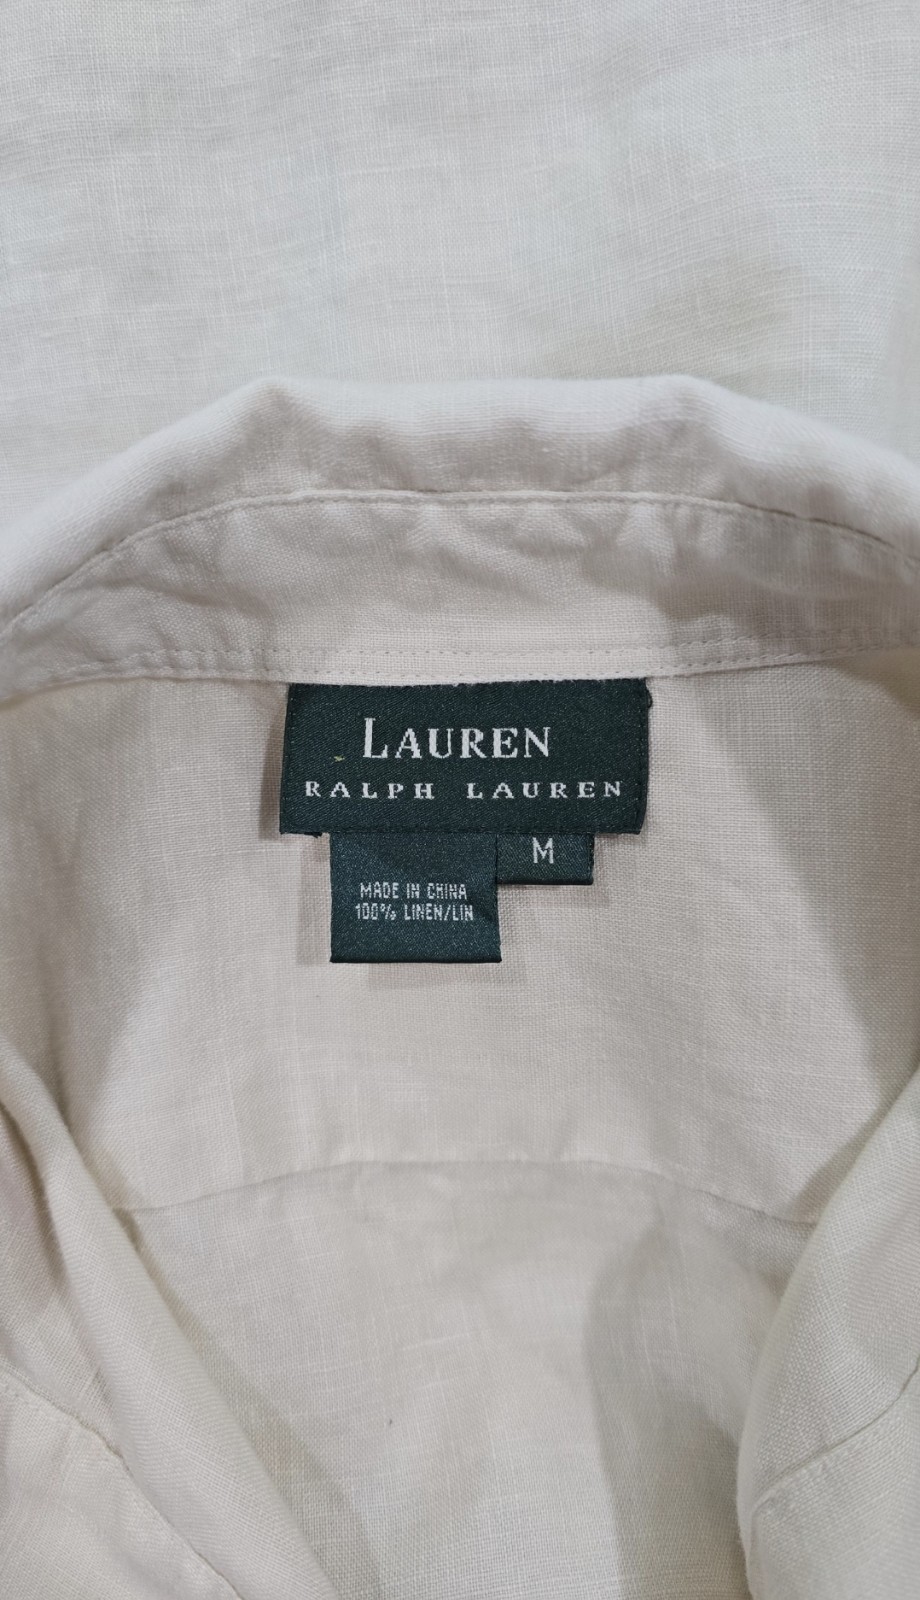 LAUREN
RALPH LAUREN
M
MADE IN CHINA
100% LINEN/LIN